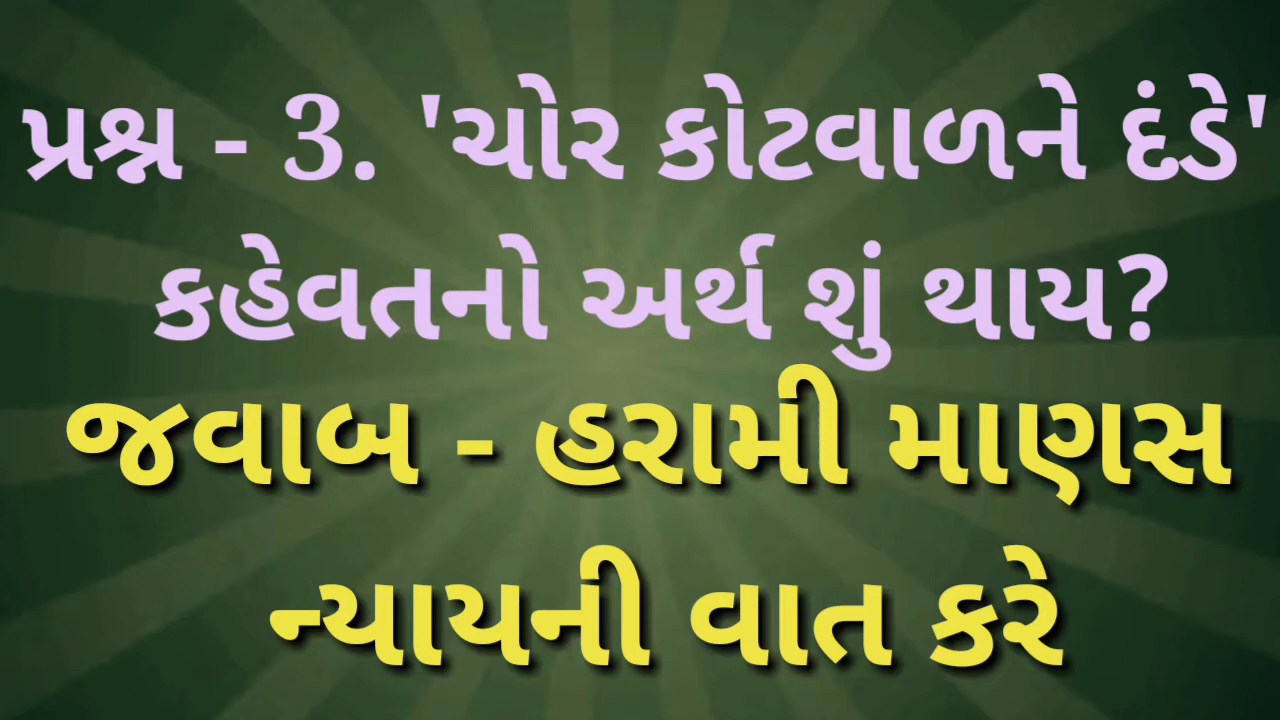 પ્રશ્ન - 3. 'ચોર કોટવાળને દંડે'
કહેવતનો અર્થ શું થાય?
જવાબ - હરામી માણસ
ન્યાયની વાત કરે